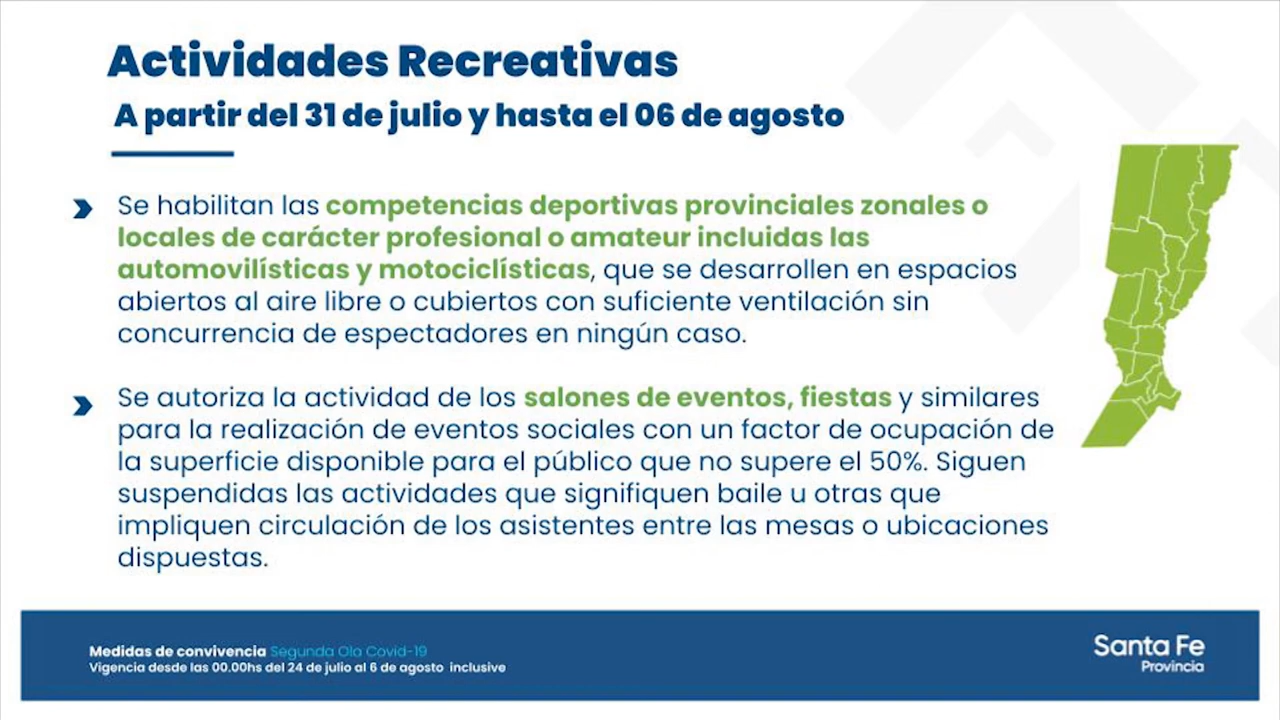 Actividades Recreativas
A partir del 31 de julio y hasta el 06 de agosto
Se habilitan las competencias deportivas provinciales zonales o
locales de carácter profesional o amateur incluidas las
automovilísticas y motociclísticas, que se desarrollen en espacios
abiertos al aire libre o cubiertos con suficiente ventilación sin
concurrencia de espectadores en ningún caso.
Se autoriza la actividad de los salones de eventos, fiestas y similares
para la realización de eventos sociales con un factor de ocupación de
la superficie disponible para el público que no supere el 50%. Siguen
suspendidas las actividades que signifiquen baile u otras que
impliquen circulación de los asistentes entre las mesas o ubicaciones
dispuestas.
Medidas de convivencia Segunda Ola Covid-19
Vigencia desde las 00.00hs del 24 de julio al 6 de agosto inclusive
Santa Fe
Provincia